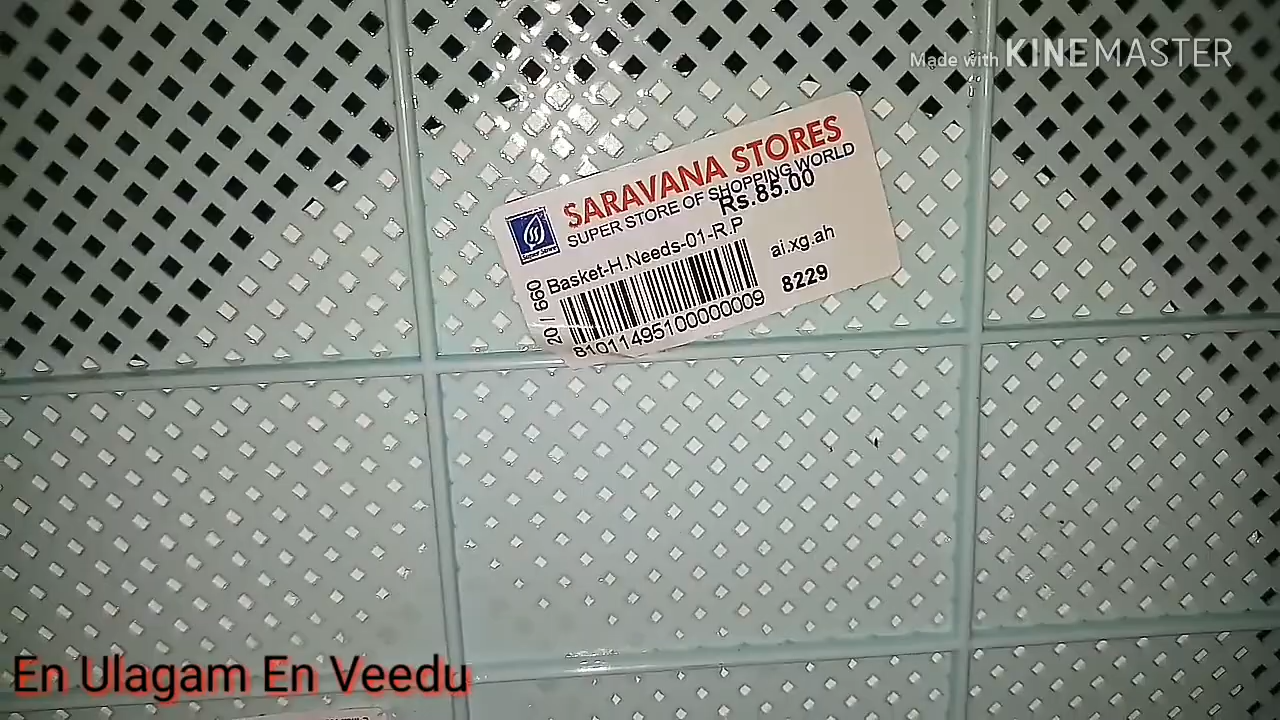 Made with KINEMASTER
SARAVANA STORES
SUPER STORE OF SHOPPING WORLD
Rs.85.00
Basket-H.Needs-01-R.P
ai.xg.ah
20 / 660
8229
81011495100000009
En Ulagam En Veedu